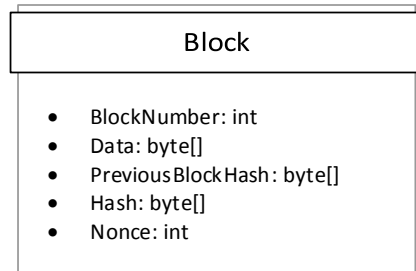 Block
• BlockNumber: int
• Data: byte[]
• PreviousBlockHash: byte[]
• Hash: byte[]
• Nonce: int